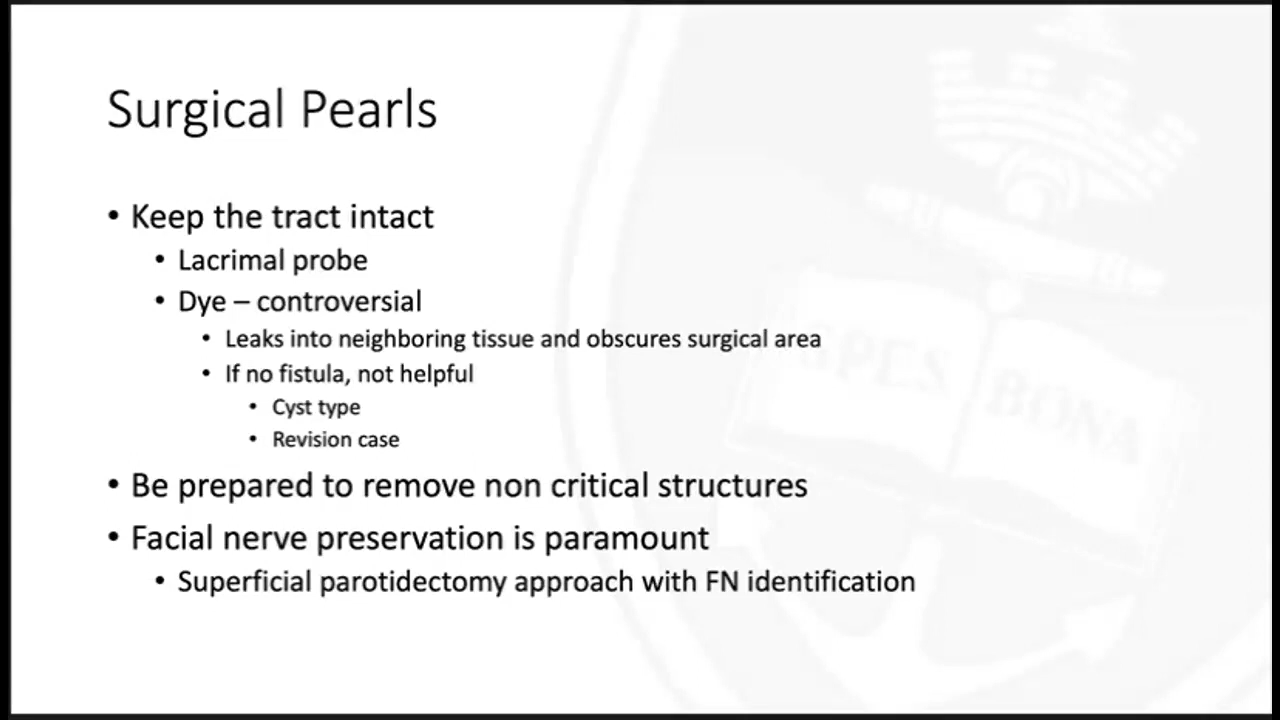 Surgical Pearls
• Keep the tract intact
• Lacrimal probe
• Dye – controversial
• Leaks into neighboring tissue and obscures surgical area
• If no fistula, not helpful
• Cyst type
• Revision case
• Be prepared to remove non critical structures
• Facial nerve preservation is paramount
• Superficial parotidectomy approach with FN identification
SPES BONA